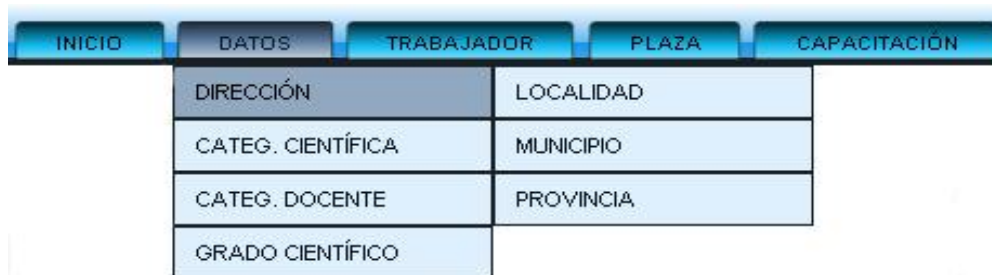 INICIO DATOS TRABAJADOR PLAZA CAPACITACIÓN
DIRECCIÓN LOCALIDAD
CATEG. CIENTÍFICA MUNICIPIO
CATEG. DOCENTE PROVINCIA
GRADO CIENTÍFICO